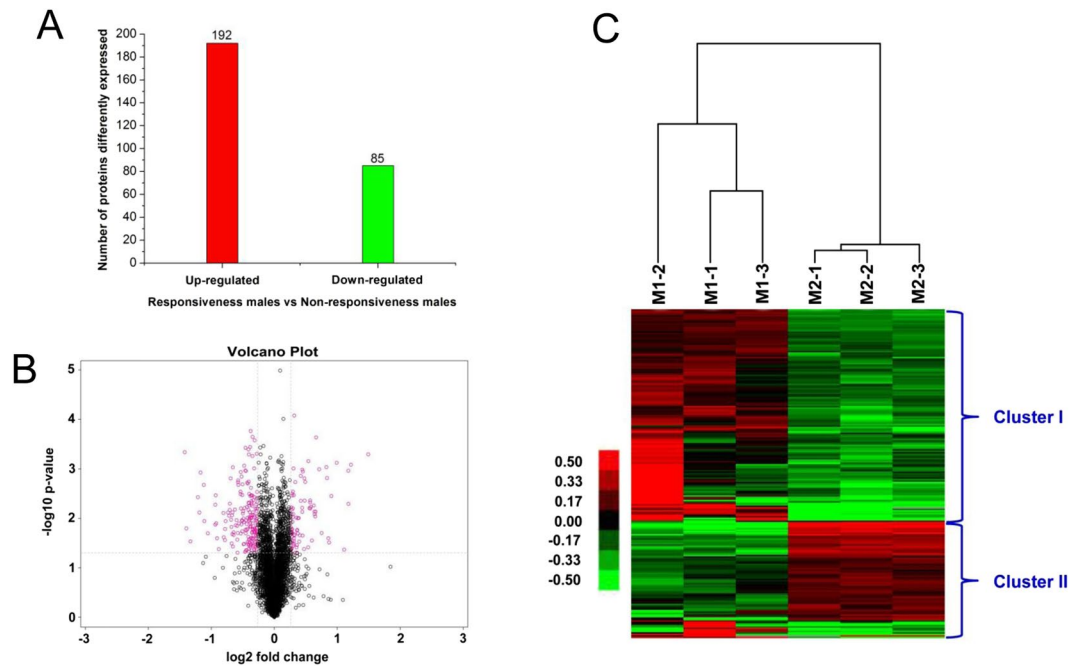 A
Number of proteins differently expressed
200
180
160
140
120
100
80
60
40
20
0
192
85
Up-regulated
Down-regulated
Responsiveness males vs Non-responsiveness males
B
Volcano Plot
-log10 p-value
5
4
3
2
1
0
-3
-2
-1
0
1
2
3
log2 fold change
C
M1-2
M1-1
M1-3
M2-1
M2-2
M2-3
Cluster I
Cluster II
0.50
0.33
0.17
0.00
-0.17
-0.33
-0.50